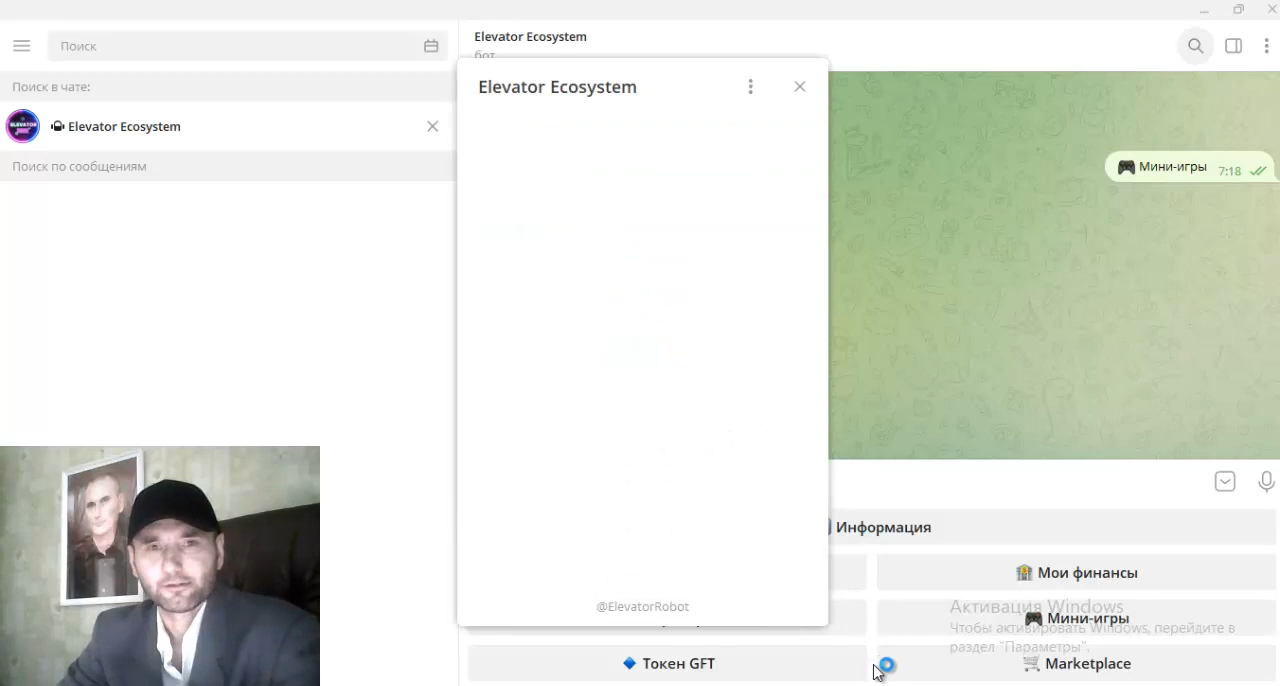 Поиск
Поиск в чате:
Elevator Ecosystem
Поиск по сообщениям
Elevator Ecosystem
бот
Elevator Ecosystem
@ElevatorRobot
Мини-игры
7:18
Информация
Мои финансы
Мини-игры
Токен GFT
Marketplace
Активация Windows
Чтобы активировать Windows, перейдите в
раздел "Параметры".